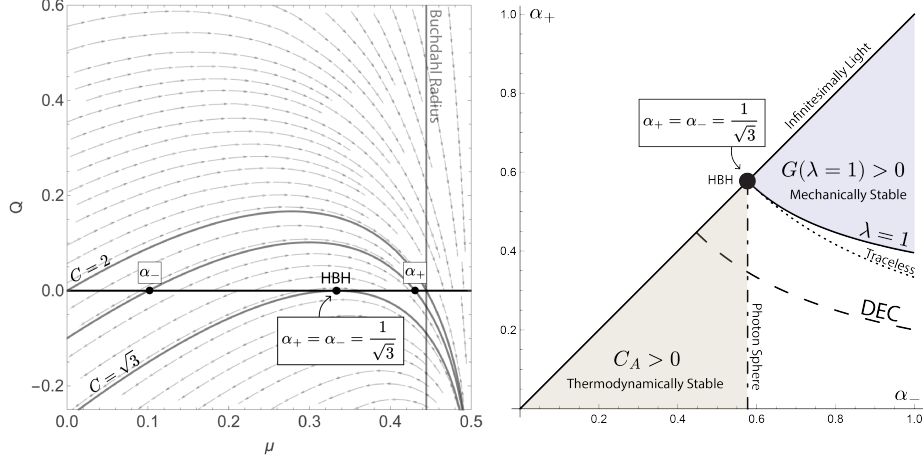 0.6
0.4
0.2
0.0
−0.2
Q
0.0
0.1
0.2
0.3
0.4
0.5
μ
Buchdahl Radius
C = 2
α₋
HBH
α₊
α₊ = α₋ = 1/√3
C = √3
1.0
0.8
0.6
0.4
0.2
α₊
0.2
0.4
0.6
0.8
1.0
α₋
Infinitesimally Light
α₊ = α₋ = 1/√3
HBH
G(λ = 1) > 0
Mechanically Stable
λ = 1
Traceless
DEC
Photon Sphere
C_A > 0
Thermodynamically Stable